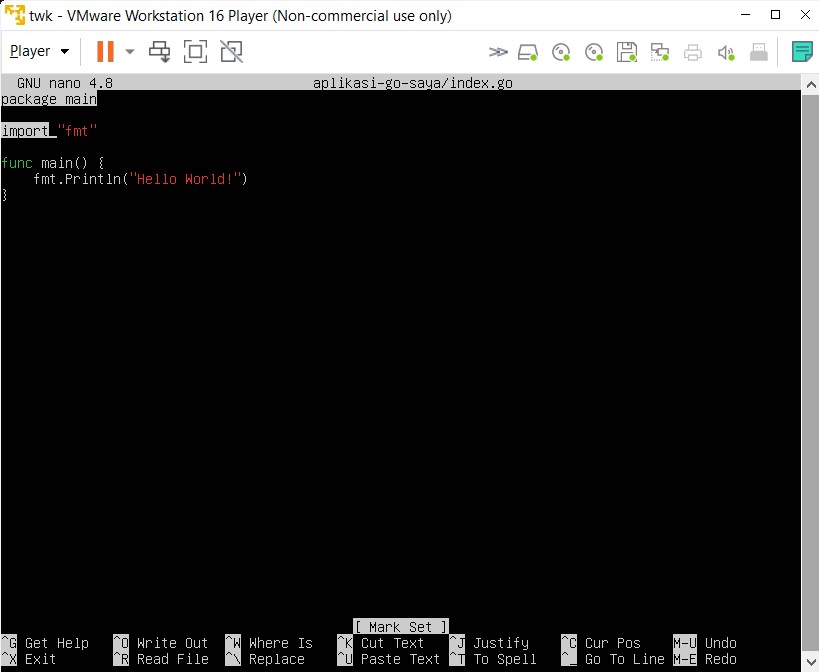 twk - VMware Workstation 16 Player (Non-commercial use only)
Player
GNU nano 4.8 aplikasi-go-saya/index.go
package main
import "fmt"
func main() {
    fmt.Println("Hello World!")
}
[ Mark Set ]
^G Get Help ^O Write Out ^W Where Is ^K Cut Text ^J Justify ^C Cur Pos M-U Undo
^X Exit ^R Read File ^\ Replace ^U Paste Text ^T To Spell ^_ Go To Line M-E Redo